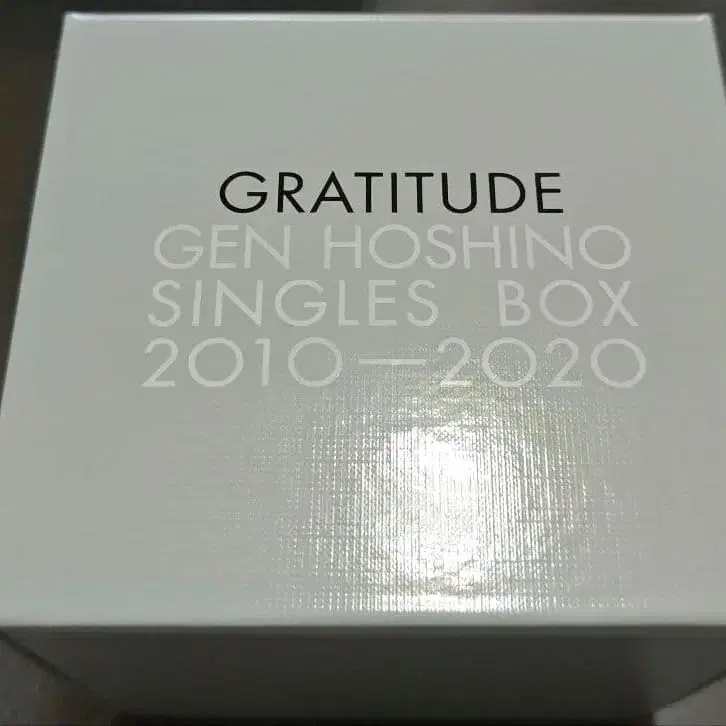 GRATITUDE
GEN HOSHINO
SINGLES BOX
2010—2020